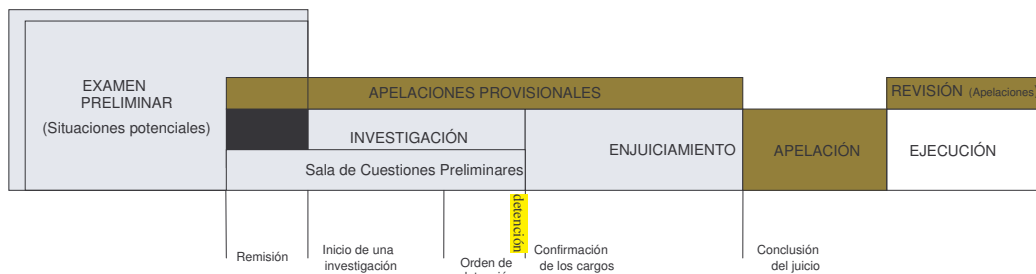 EXAMEN
PRELIMINAR
(Situaciones potenciales)
APELACIONES PROVISIONALES
REVISIÓN (Apelaciones)
INVESTIGACIÓN
Sala de Cuestiones Preliminares
ENJUICIAMIENTO
APELACIÓN
EJECUCIÓN
detención
Remisión
Inicio de una
investigación
Orden de
Confirmación
de los cargos
Conclusión
del juicio